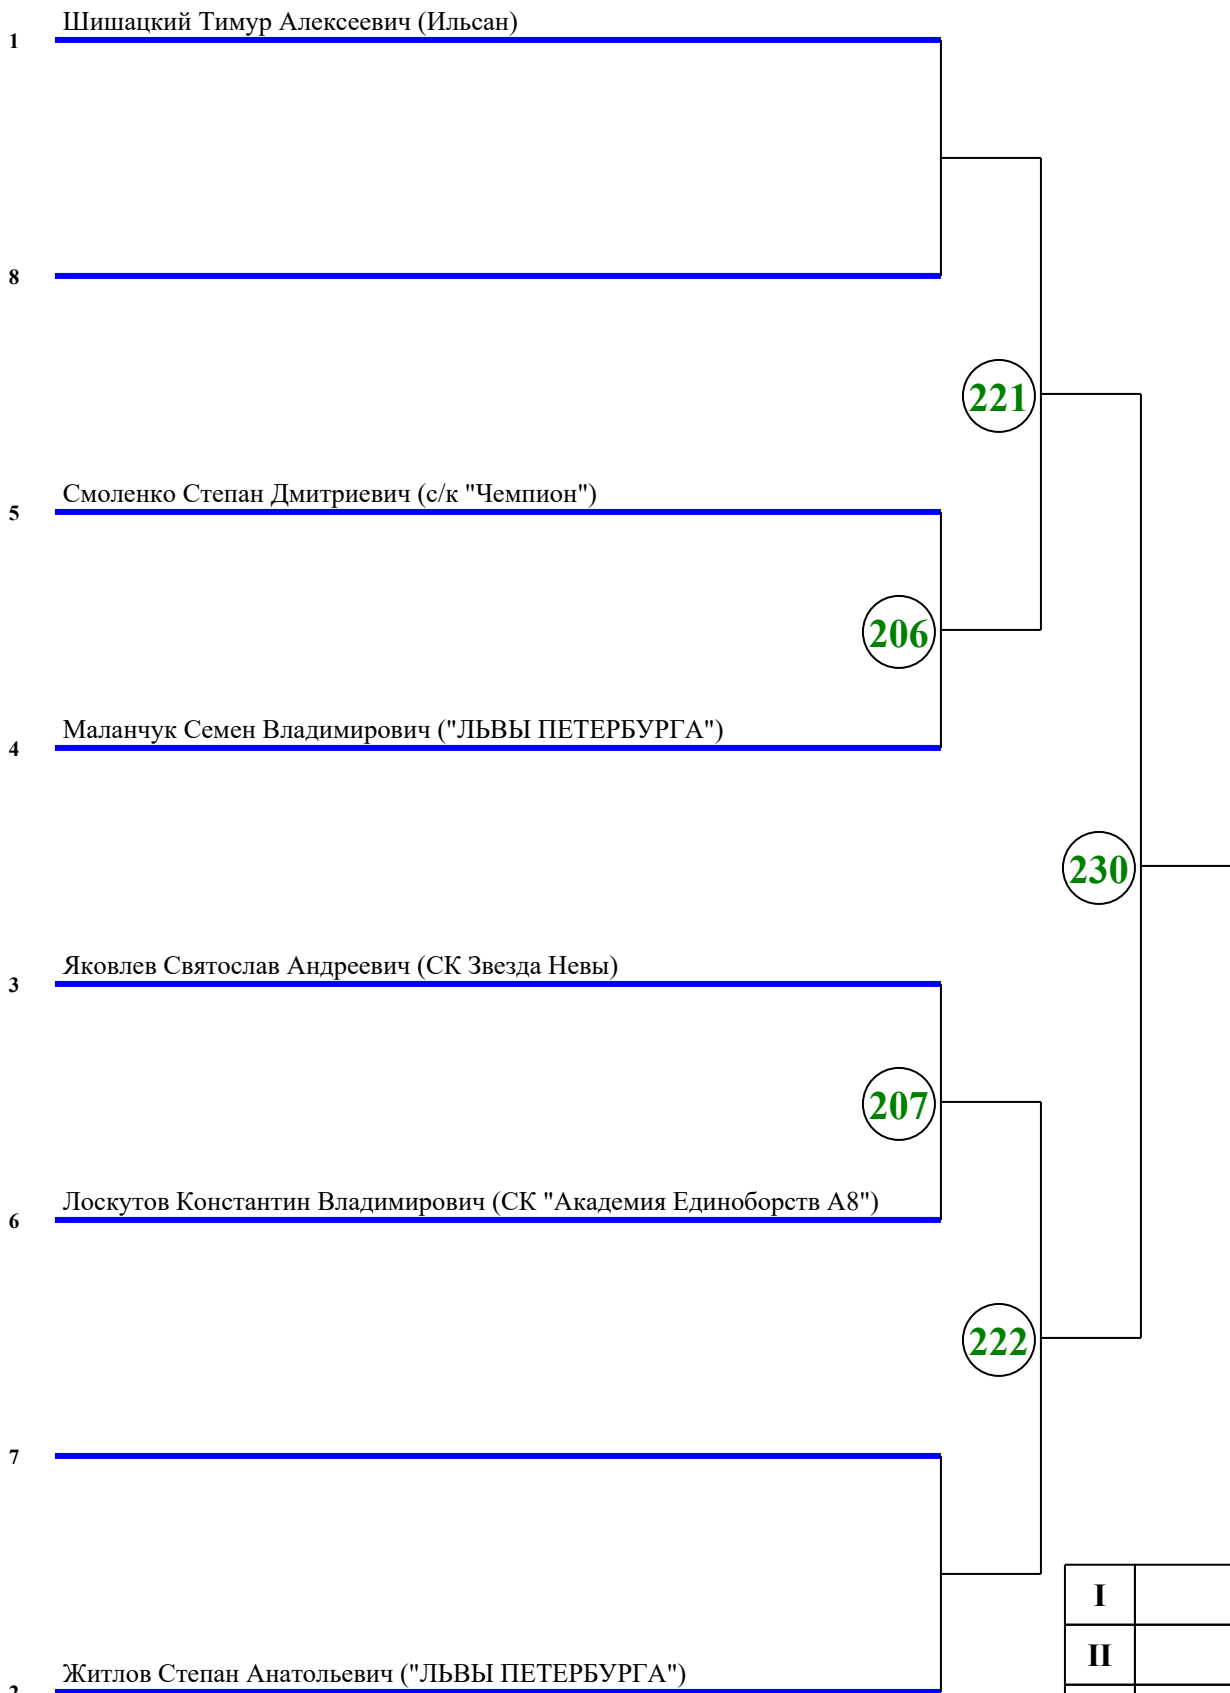 Шишацкий Тимур Алексеевич (Ильсан)
1
8
221
Смоленко Степан Дмитриевич (с/к "Чемпион")
5
206
Маланчук Семен Владимирович ("ЛЬВЫ ПЕТЕРБУРГА")
4
230
Яковлев Святослав Андреевич (СК Звезда Невы)
3
207
Лоскутов Константин Владимирович (СК "Академия Единоборств А8")
6
222
7
I
II
Житлов Степан Анатольевич ("ЛЬВЫ ПЕТЕРБУРГА")
2